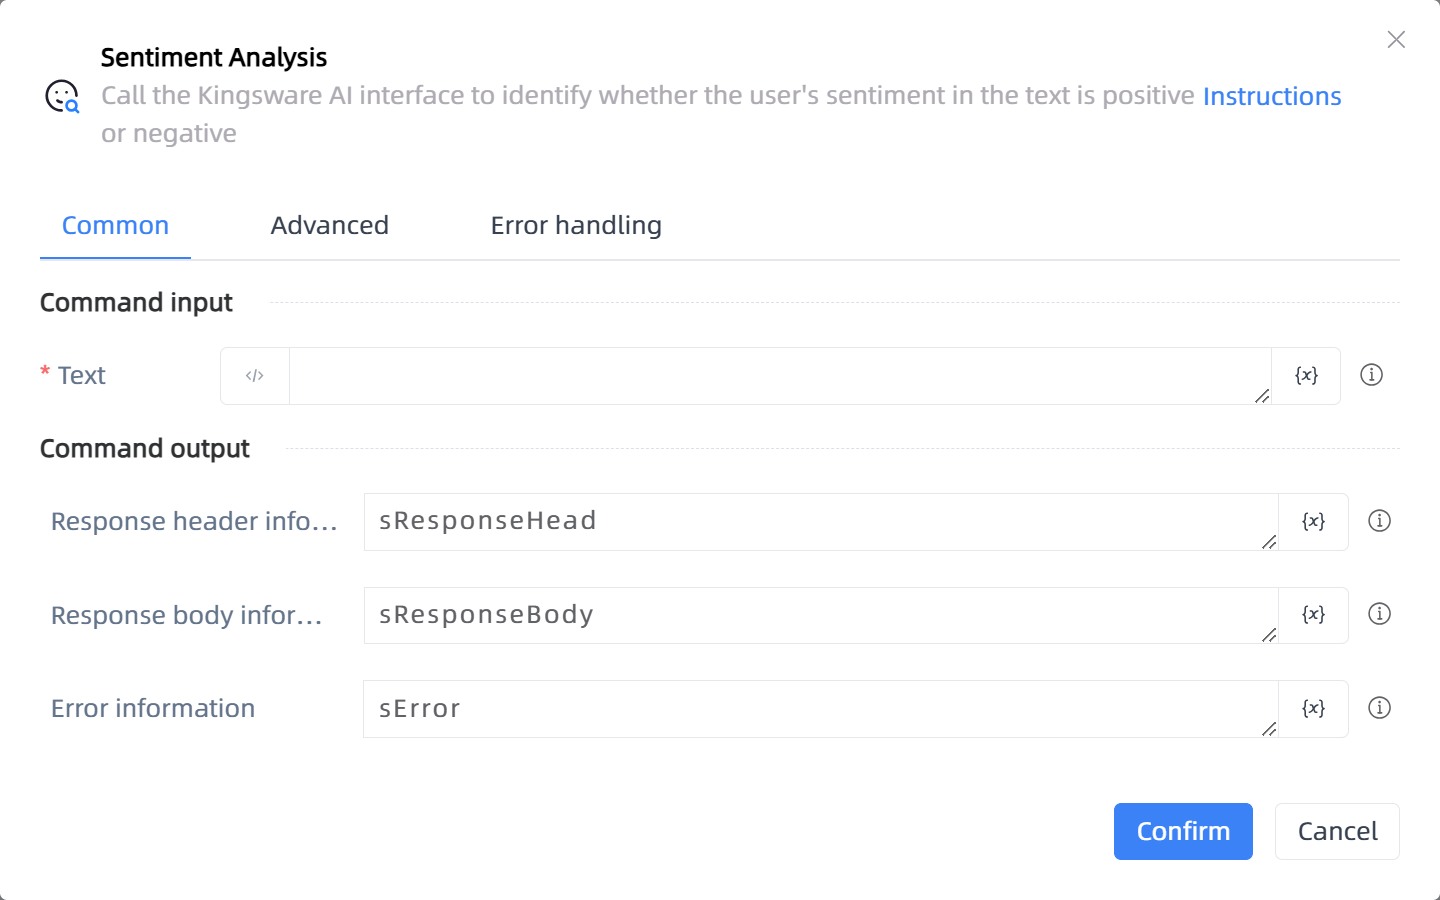 Sentiment Analysis
Call the Kingsware AI interface to identify whether the user's sentiment in the text is positive Instructions
or negative
Common Advanced Error handling
Command input
* Text </> {x}
Command output
Response header info... sResponseHead {x}
Response body infor... sResponseBody {x}
Error information sError {x}
Confirm Cancel